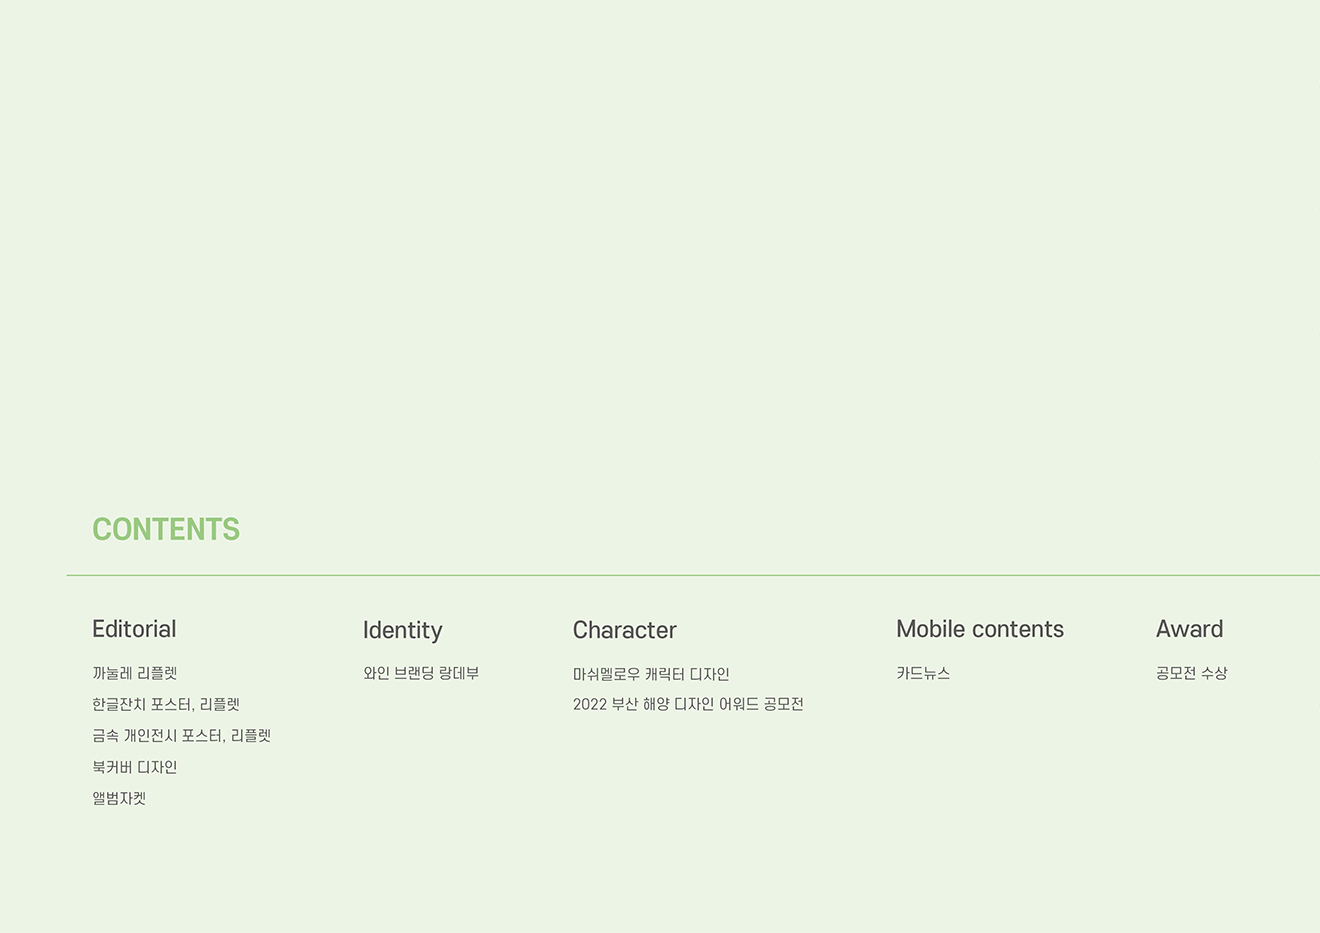 CONTENTS
Editorial
까눌레 리플렛
한글잔치 포스터, 리플렛
금속 개인전시 포스터, 리플렛
북커버 디자인
앨범자켓
Identity
와인 브랜딩 랑데부
Character
마쉬멜로우 캐릭터 디자인
2022 부산 해양 디자인 어워드 공모전
Mobile contents
카드뉴스
Award
공모전 수상